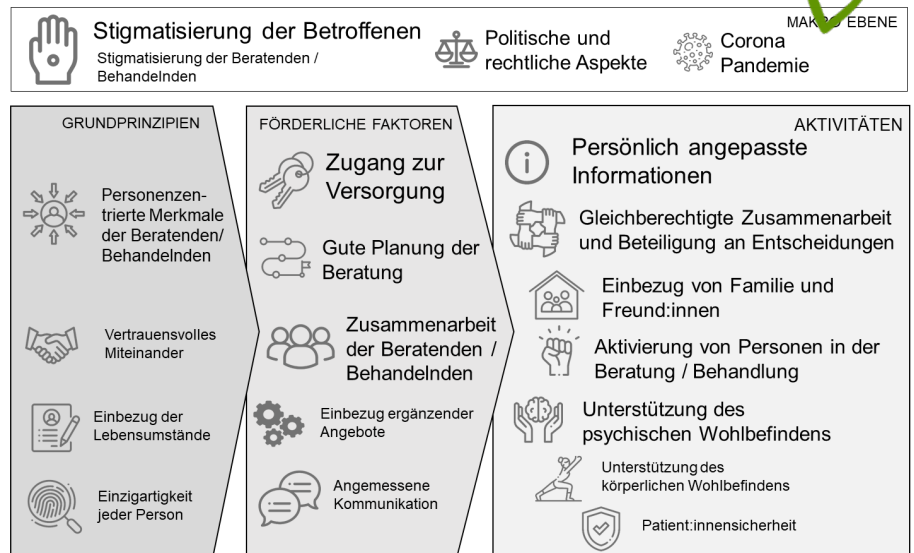 MAKRO EBENE
Stigmatisierung der Betroffenen
Stigmatisierung der Beratenden /
Behandelnden
Politische und
rechtliche Aspekte
Corona
Pandemie
GRUNDPRINZIPIEN
Personenzen-
trierte Merkmale
der Beratenden/
Behandelnden
Vertrauensvolles
Miteinander
Einbezug der
Lebensumstände
Einzigartigkeit
jeder Person
FÖRDERLICHE FAKTOREN
Zugang zur
Versorgung
Gute Planung der
Beratung
Zusammenarbeit
der Beratenden /
Behandelnden
Einbezug ergänzender
Angebote
Angemessene
Kommunikation
AKTIVITÄTEN
Persönlich angepasste
Informationen
Gleichberechtigte Zusammenarbeit
und Beteiligung an Entscheidungen
Einbezug von Familie und
Freund:innen
Aktivierung von Personen in der
Beratung / Behandlung
Unterstützung des
psychischen Wohlbefindens
Unterstützung des
körperlichen Wohlbefindens
Patient:innensicherheit